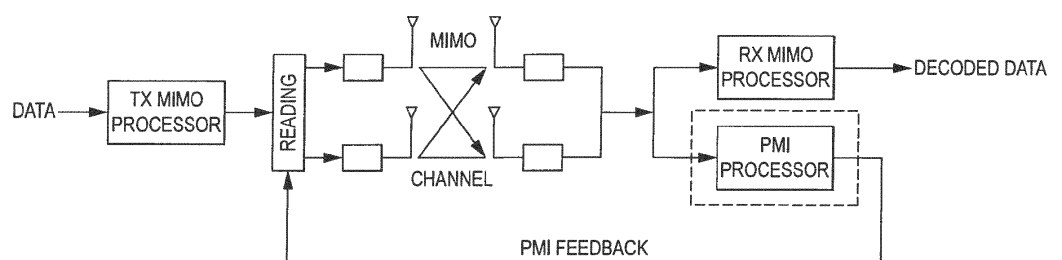 DATA
TX MIMO
PROCESSOR
READING
MIMO
CHANNEL
RX MIMO
PROCESSOR
DECODED DATA
PMI
PROCESSOR
PMI FEEDBACK